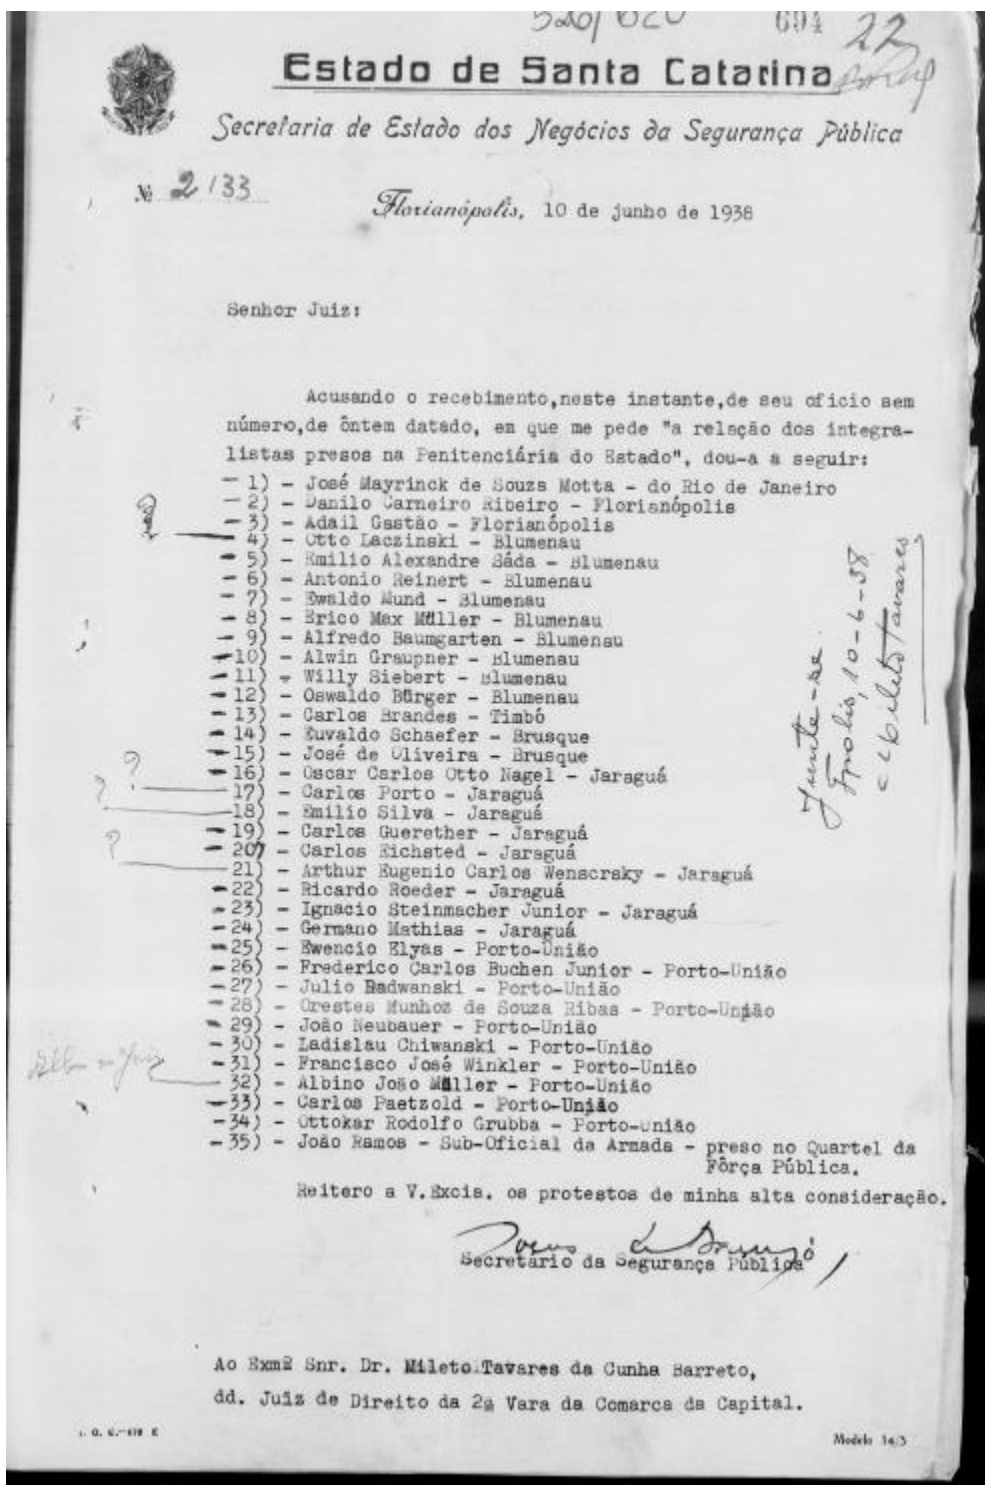 694 22
Estado de Santa Catarina
Secretaria de Estado dos Negócios da Segurança Pública
№ 2133
Florianópolis, 10 de junho de 1938
Senhor Juiz:
Acusando o recebimento,neste instante,de seu oficio sem
número,de ôntem datado, em que me pede "a relação dos integra-
listas presos na Penitenciária do Estado", dou-a a seguir:
- 1) - José Mayrinck de Souza Motta - do Rio de Janeiro
- 2) - Danilo Carneiro Ribeiro - Florisnópolis
- 3) - Adail Gastão - Florisnópolis
4) - Otto Laczinski - Blumenau
- 5) - Emilio Alexandre Sáda - Blumenau
- 6) - Antonio Reinert - Blumenau
- 7) - Ewaldo Mund - Blumenau
- 8) - Erico Max Müller - Blumenau
- 9) - Alfredo Baumgarten - Blumenau
-10) - Alwin Graupner - Blumenau
-11) - Willy Siebert - Blumenau
-12) - Oswaldo Bürger - Blumenau
-13) - Carlos Brandes - Timbó
-14) - Euvaldo Schaefer - Brusque
-15) - José de Oliveira - Brusque
-16) - Oscar Carlos Otto Nagel - Jaraguá
? 17) - Carlos Porto - Jaraguá
? 18) - Emilio Silva - Jaraguá
-19) - Carlos Guerether - Jaraguá
-20) - Carlos Eichsted - Jaraguá
? 21) - Arthur Eugenio Carlos Wenscrsky - Jaraguá
-22) - Ricardo Roeder - Jaraguá
-23) - Ignacio Steinmacher Junior - Jaraguá
-24) - Germano Mathias - Jaraguá
-25) - Ewencio Elyas - Porto-União
-26) - Frederico Carlos Buchen Junior - Porto-União
-27) - Julio Radwanski - Porto-União
-28) - Orestes Munhoz de Souza Ribas - Porto-União
-29) - João Neubauer - Porto-União
-30) - Ladislau Chiwanski - Porto-União
-31) - Francisco José Winkler - Porto-União
32) - Albino João Müller - Porto-União
-33) - Carlos Paetzold - Porto-União
-34) - Ottokar Rodolfo Grubba - Porto-União
-35) - João Ramos - Sub-Oficial da Armada - preso no Quartel da
Fôrça Pública.
Reitero a V.Excia. os protestos de minha alta consideração.
Secretário da Segurança Pública
Junte-se.
Fpolis, 10-6-38
Mileto Tavares
Ao Exmº Snr. Dr. Mileto Tavares da Cunha Barreto,
dd. Juiz de Direito da 2ª Vara da Comarca da Capital.
Modelo 14/3